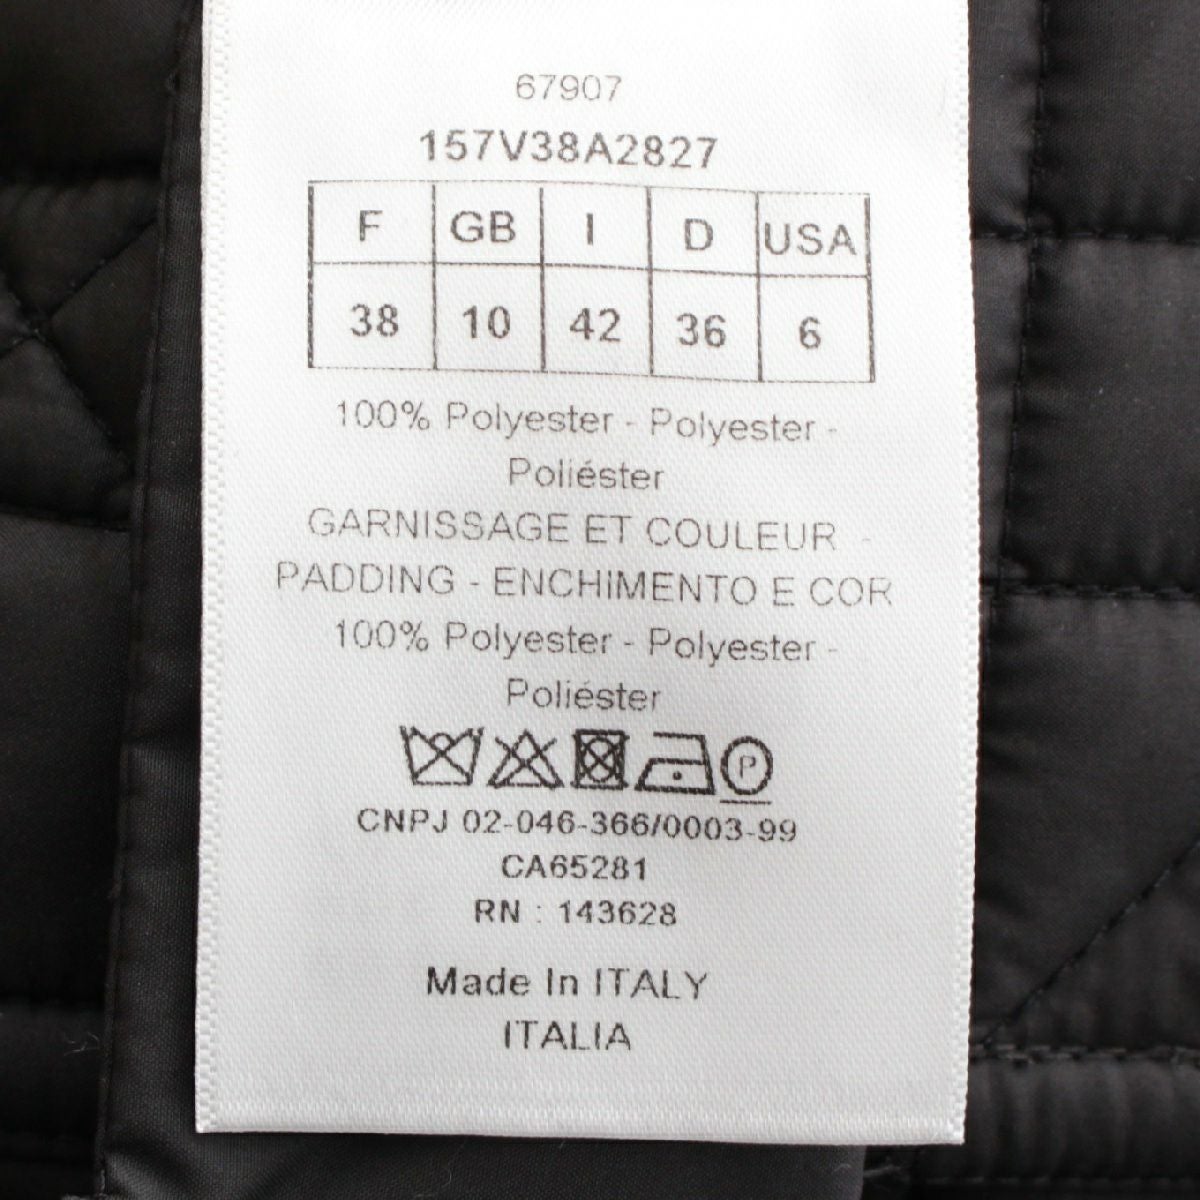 67907
157V38A2827
F GB I D USA
38 10 42 36 6
100% Polyester - Polyester -
Poliéster
GARNISSAGE ET COULEUR -
PADDING - ENCHIMENTO E COR
100% Polyester - Polyester -
Poliéster
P
CNPJ 02-046-366/0003-99
CA65281
RN : 143628
Made In ITALY
ITALIA